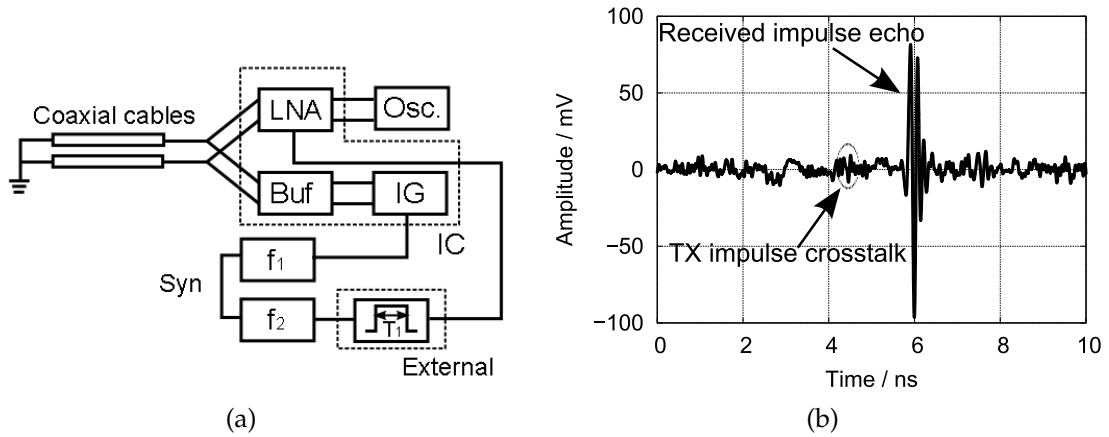 Coaxial cables
LNA
Osc.
Buf
IG
IC
f₁
Syn
f₂
T₁
External
(a)
100
Received impulse echo
50
0
TX impulse crosstalk
−50
−100
0 2 4 6 8 10
Amplitude / mV
Time / ns
(b)